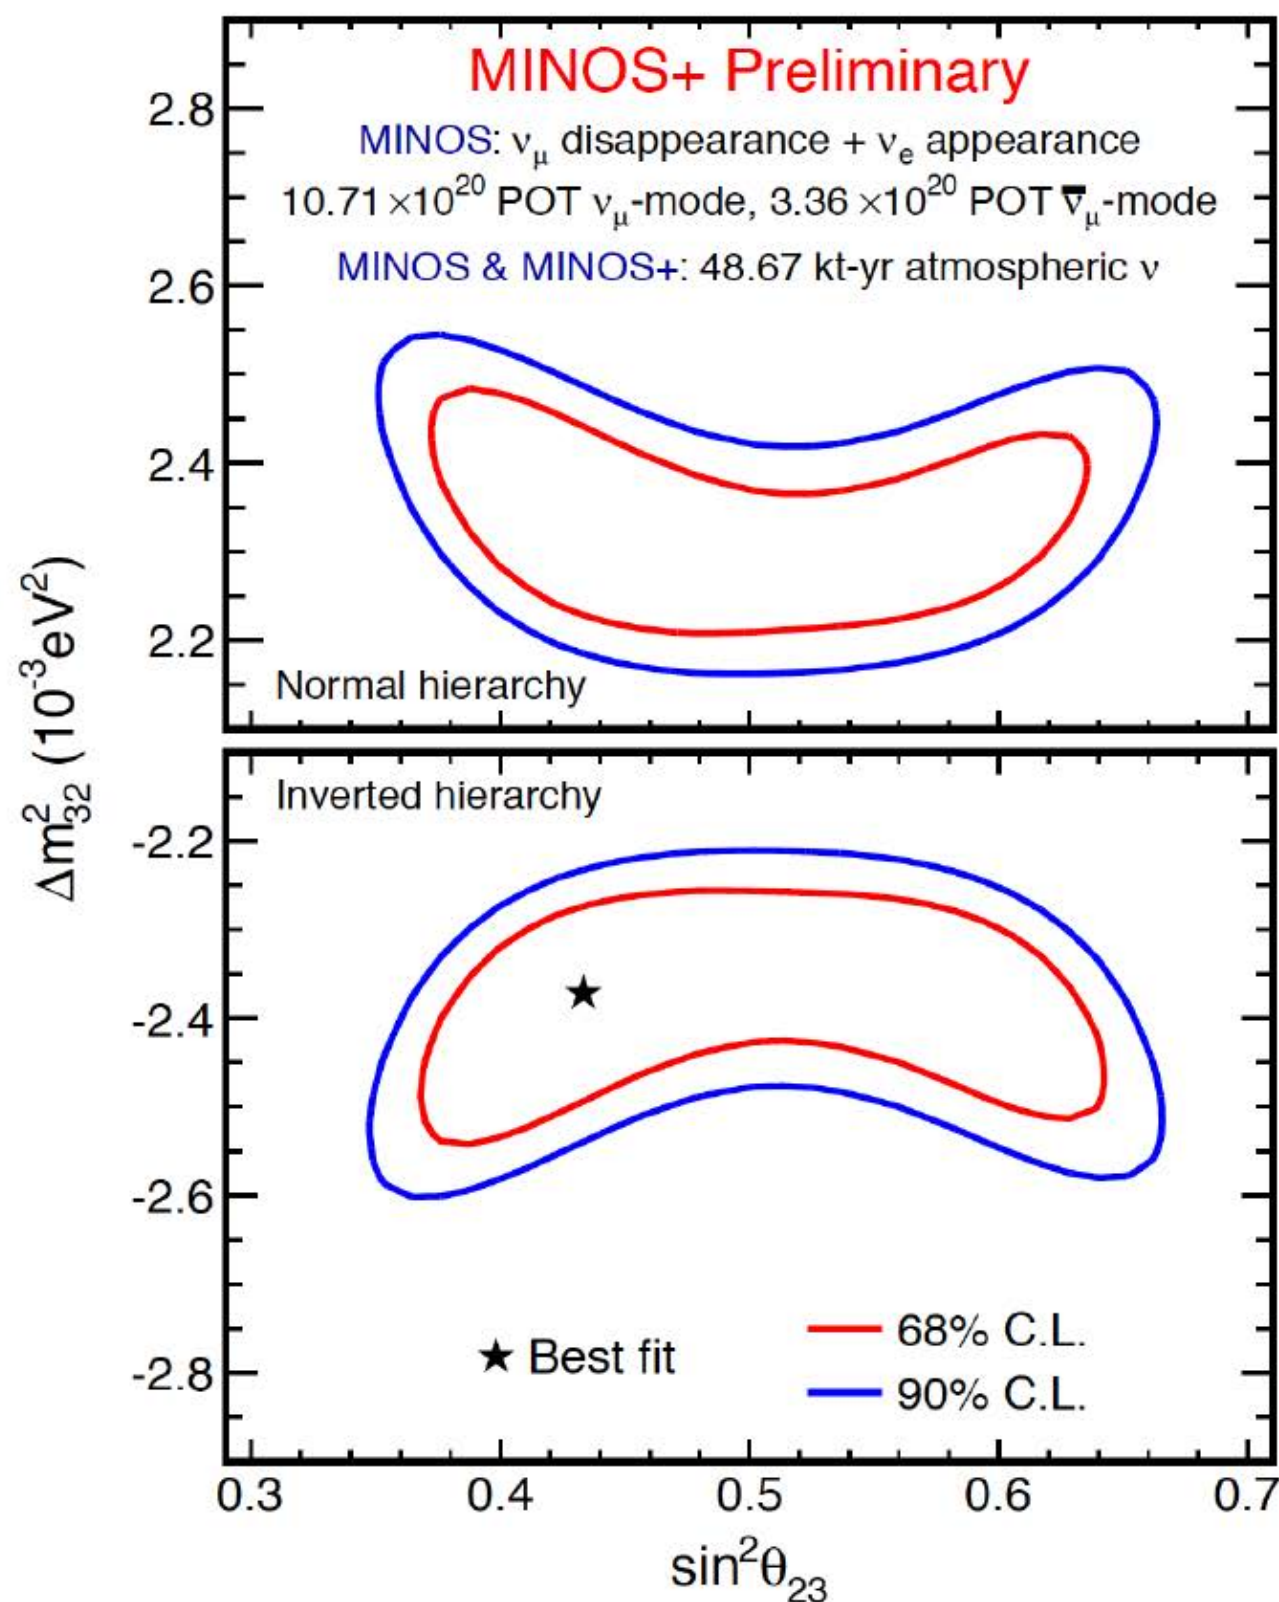 MINOS+ Preliminary
MINOS: νμ disappearance + νe appearance
10.71 ×10²⁰ POT νμ-mode, 3.36 ×10²⁰ POT ν̅μ-mode
MINOS & MINOS+: 48.67 kt-yr atmospheric ν
2.8
2.6
2.4
2.2
Normal hierarchy
Δm²₃₂ (10⁻³eV²)
Inverted hierarchy
-2.2
-2.4
-2.6
-2.8
★ Best fit
68% C.L.
90% C.L.
0.3 0.4 0.5 0.6 0.7
sin²θ₂₃